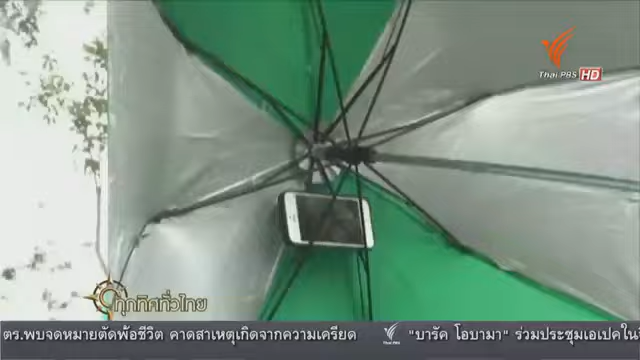 Thai PBS HD
ทุกทิศทั่วไทย
ตร.พบจดหมายตัดพ้อชีวิต คาดสาเหตุเกิดจากความเครียด "บารัค โอบามา" ร่วมประชุมเอเปคใน